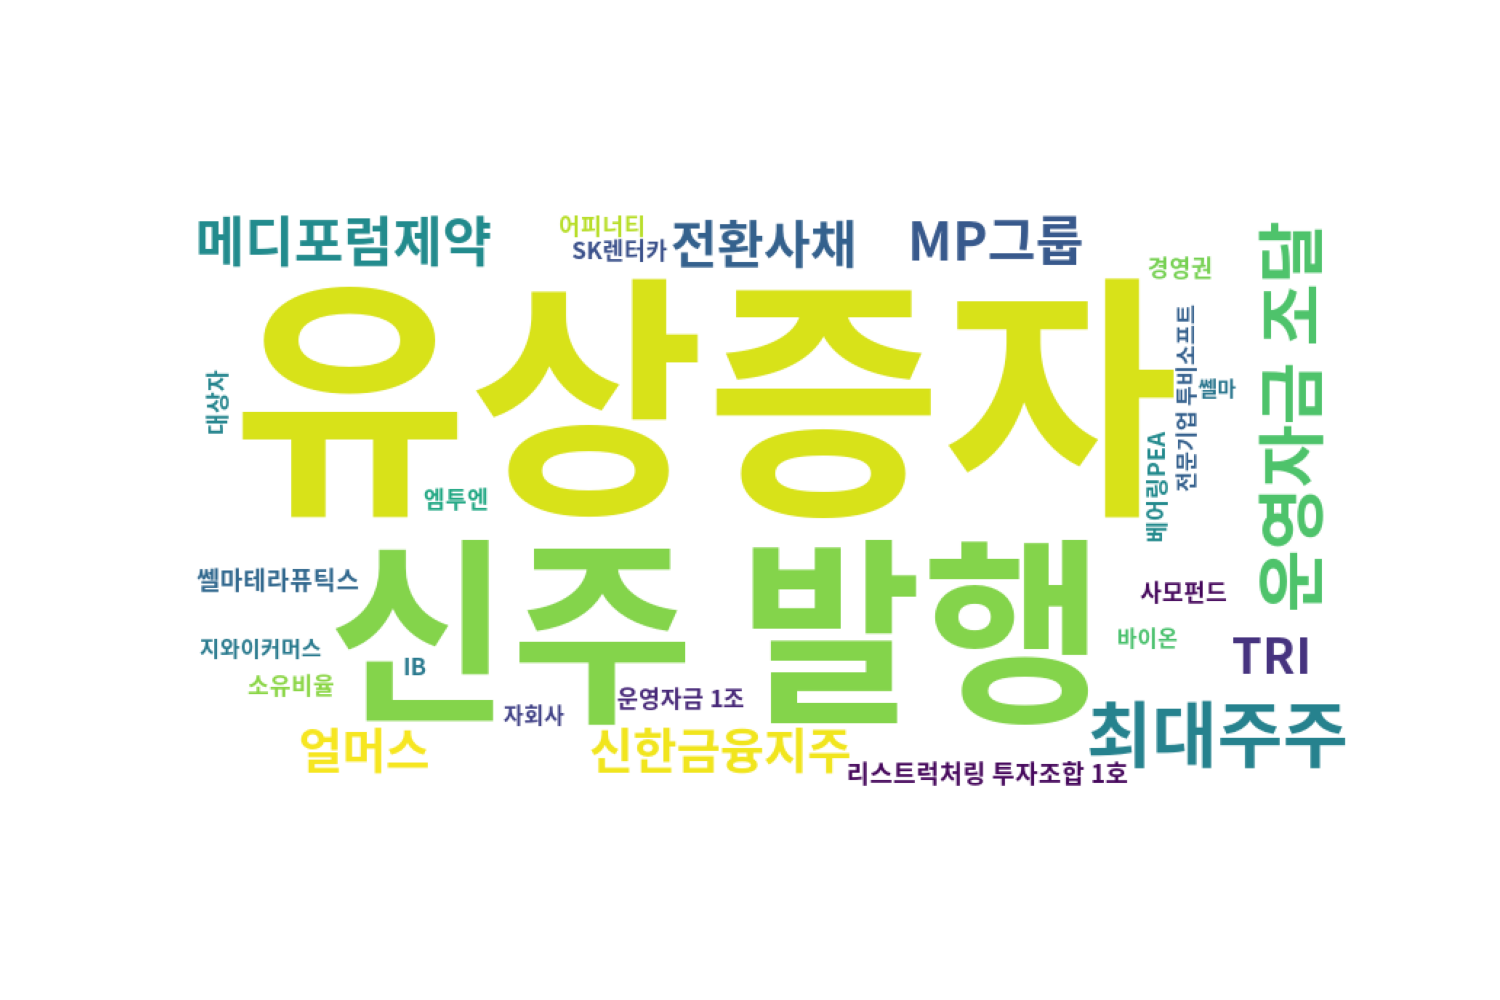 메디포럼제약
어피너티
SK렌터카
전환사채
MP그룹
경영권
운영자금 조달
유상증자
대상자
전문기업 투비소프트
쎌마
베어링PEA
엠투엔
신주 발행
쎌마테라퓨틱스
사모펀드
지와이커머스
IB
바이온
TRI
소유비율
운영자금 1조
자회사
최대주주
얼머스
신한금융지주
리스트럭처링 투자조합 1호